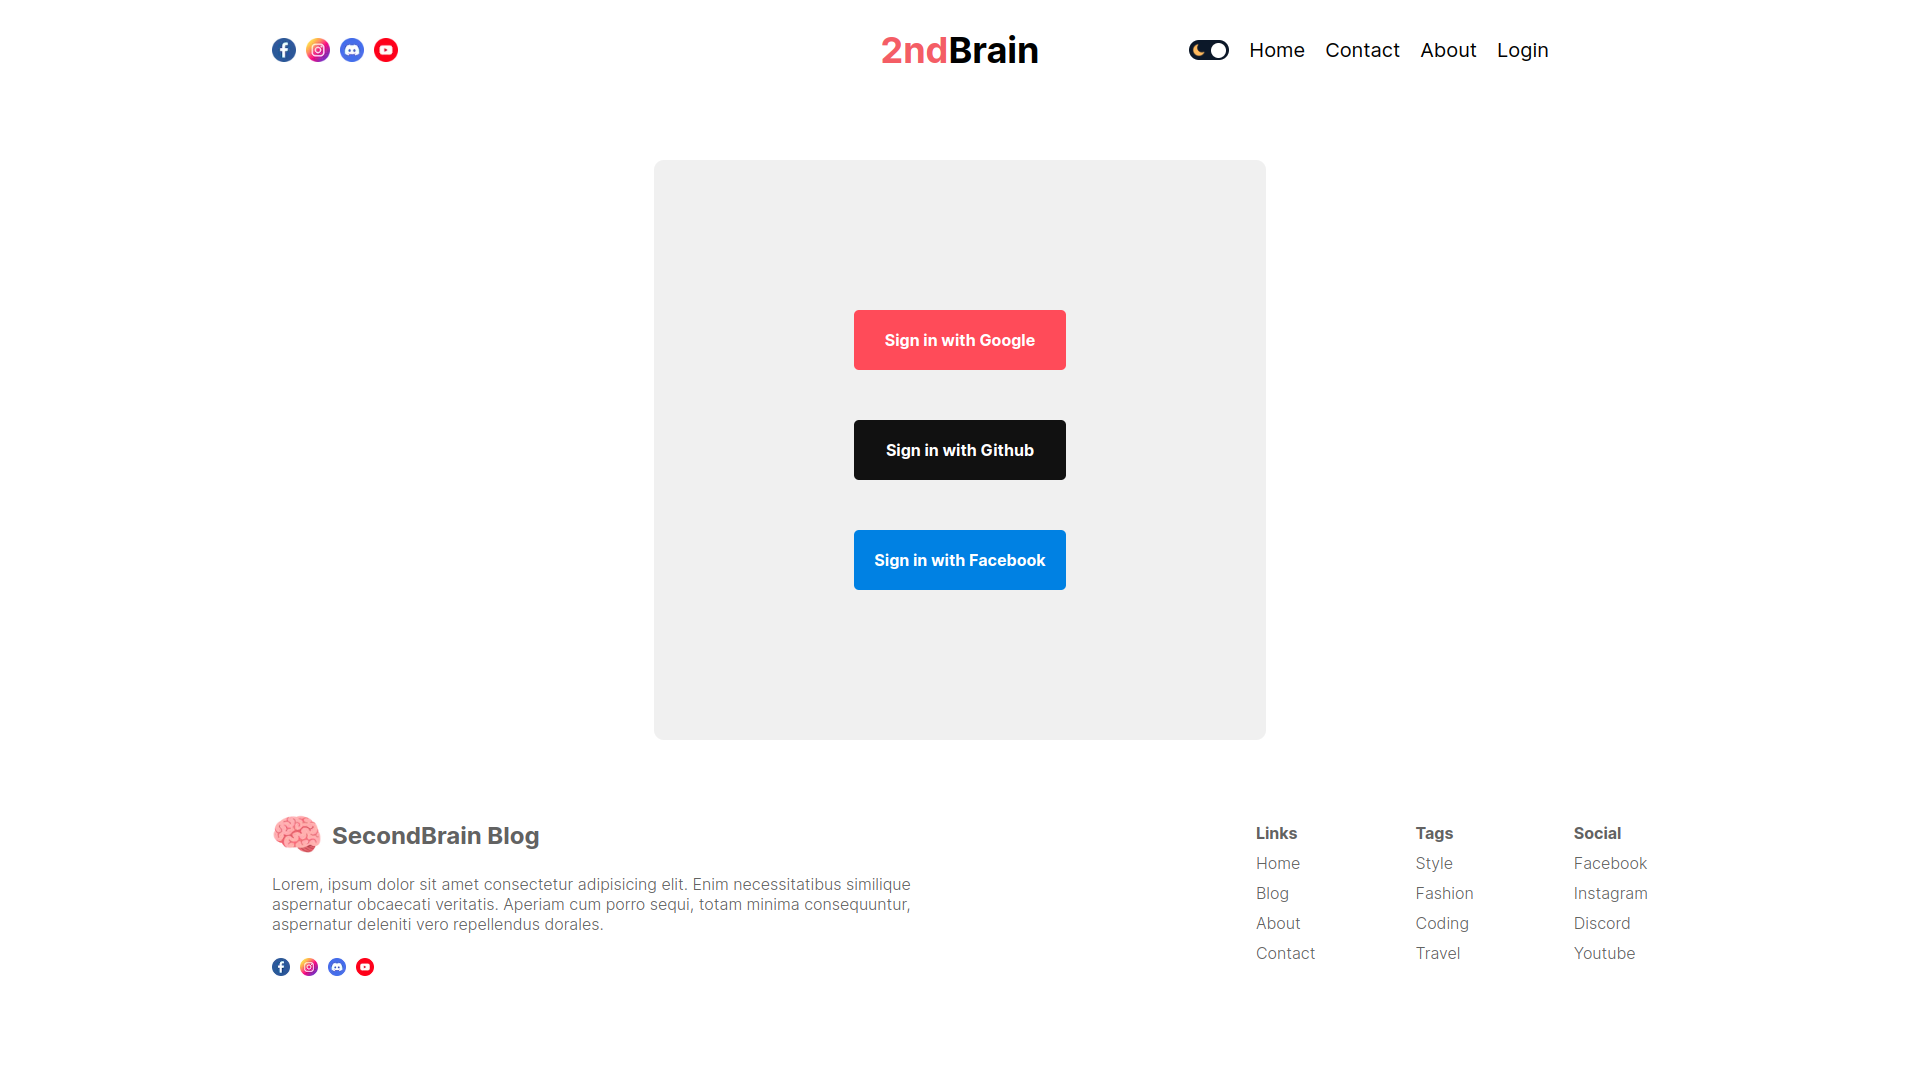 2ndBrain
Home Contact About Login
Sign in with Google
Sign in with Github
Sign in with Facebook
SecondBrain Blog
Lorem, ipsum dolor sit amet consectetur adipisicing elit. Enim necessitatibus similique
aspernatur obcaecati veritatis. Aperiam cum porro sequi, totam minima consequuntur,
aspernatur deleniti vero repellendus dorales.
Links
Home
Blog
About
Contact
Tags
Style
Fashion
Coding
Travel
Social
Facebook
Instagram
Discord
Youtube